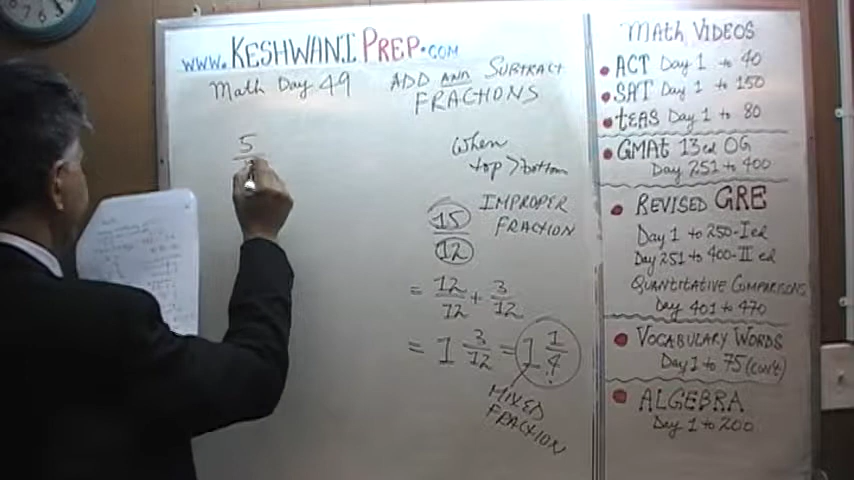 www.KESHWANIPREP.com
Math Day 49
ADD AND SUBTRACT
FRACTIONS
5
When
top > bottom
15
12
IMPROPER
FRACTION
= 12/12 + 3/12
= 1 3/12 = 1 1/4
MIXED
FRACTION
Math VIDEOS
ACT Day 1 to 40
SAT Day 1 to 150
tEAS Day 1 to 80
GMAt 13 ed OG
Day 251 to 400
REVISED GRE
Day 1 to 250-I ed
Day 251 to 400-II ed
QUANTITATIVE COMPARISONS
Day 401 to 470
VOCABULARY WORDS
Day 1 to 75 (con't)
ALGEBRA
Day 1 to 200